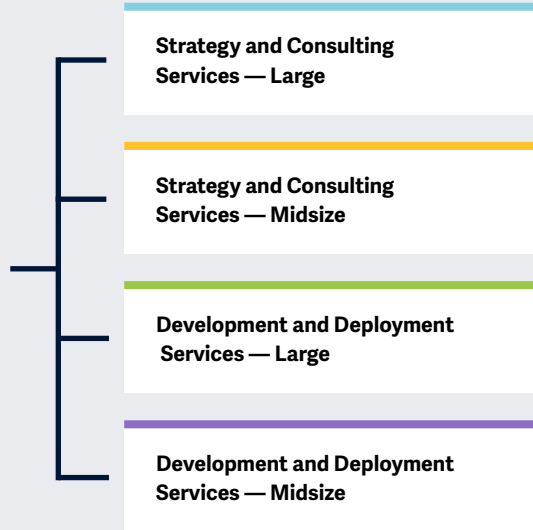 Strategy and Consulting
Services — Large
Strategy and Consulting
Services — Midsize
Development and Deployment
Services — Large
Development and Deployment
Services — Midsize